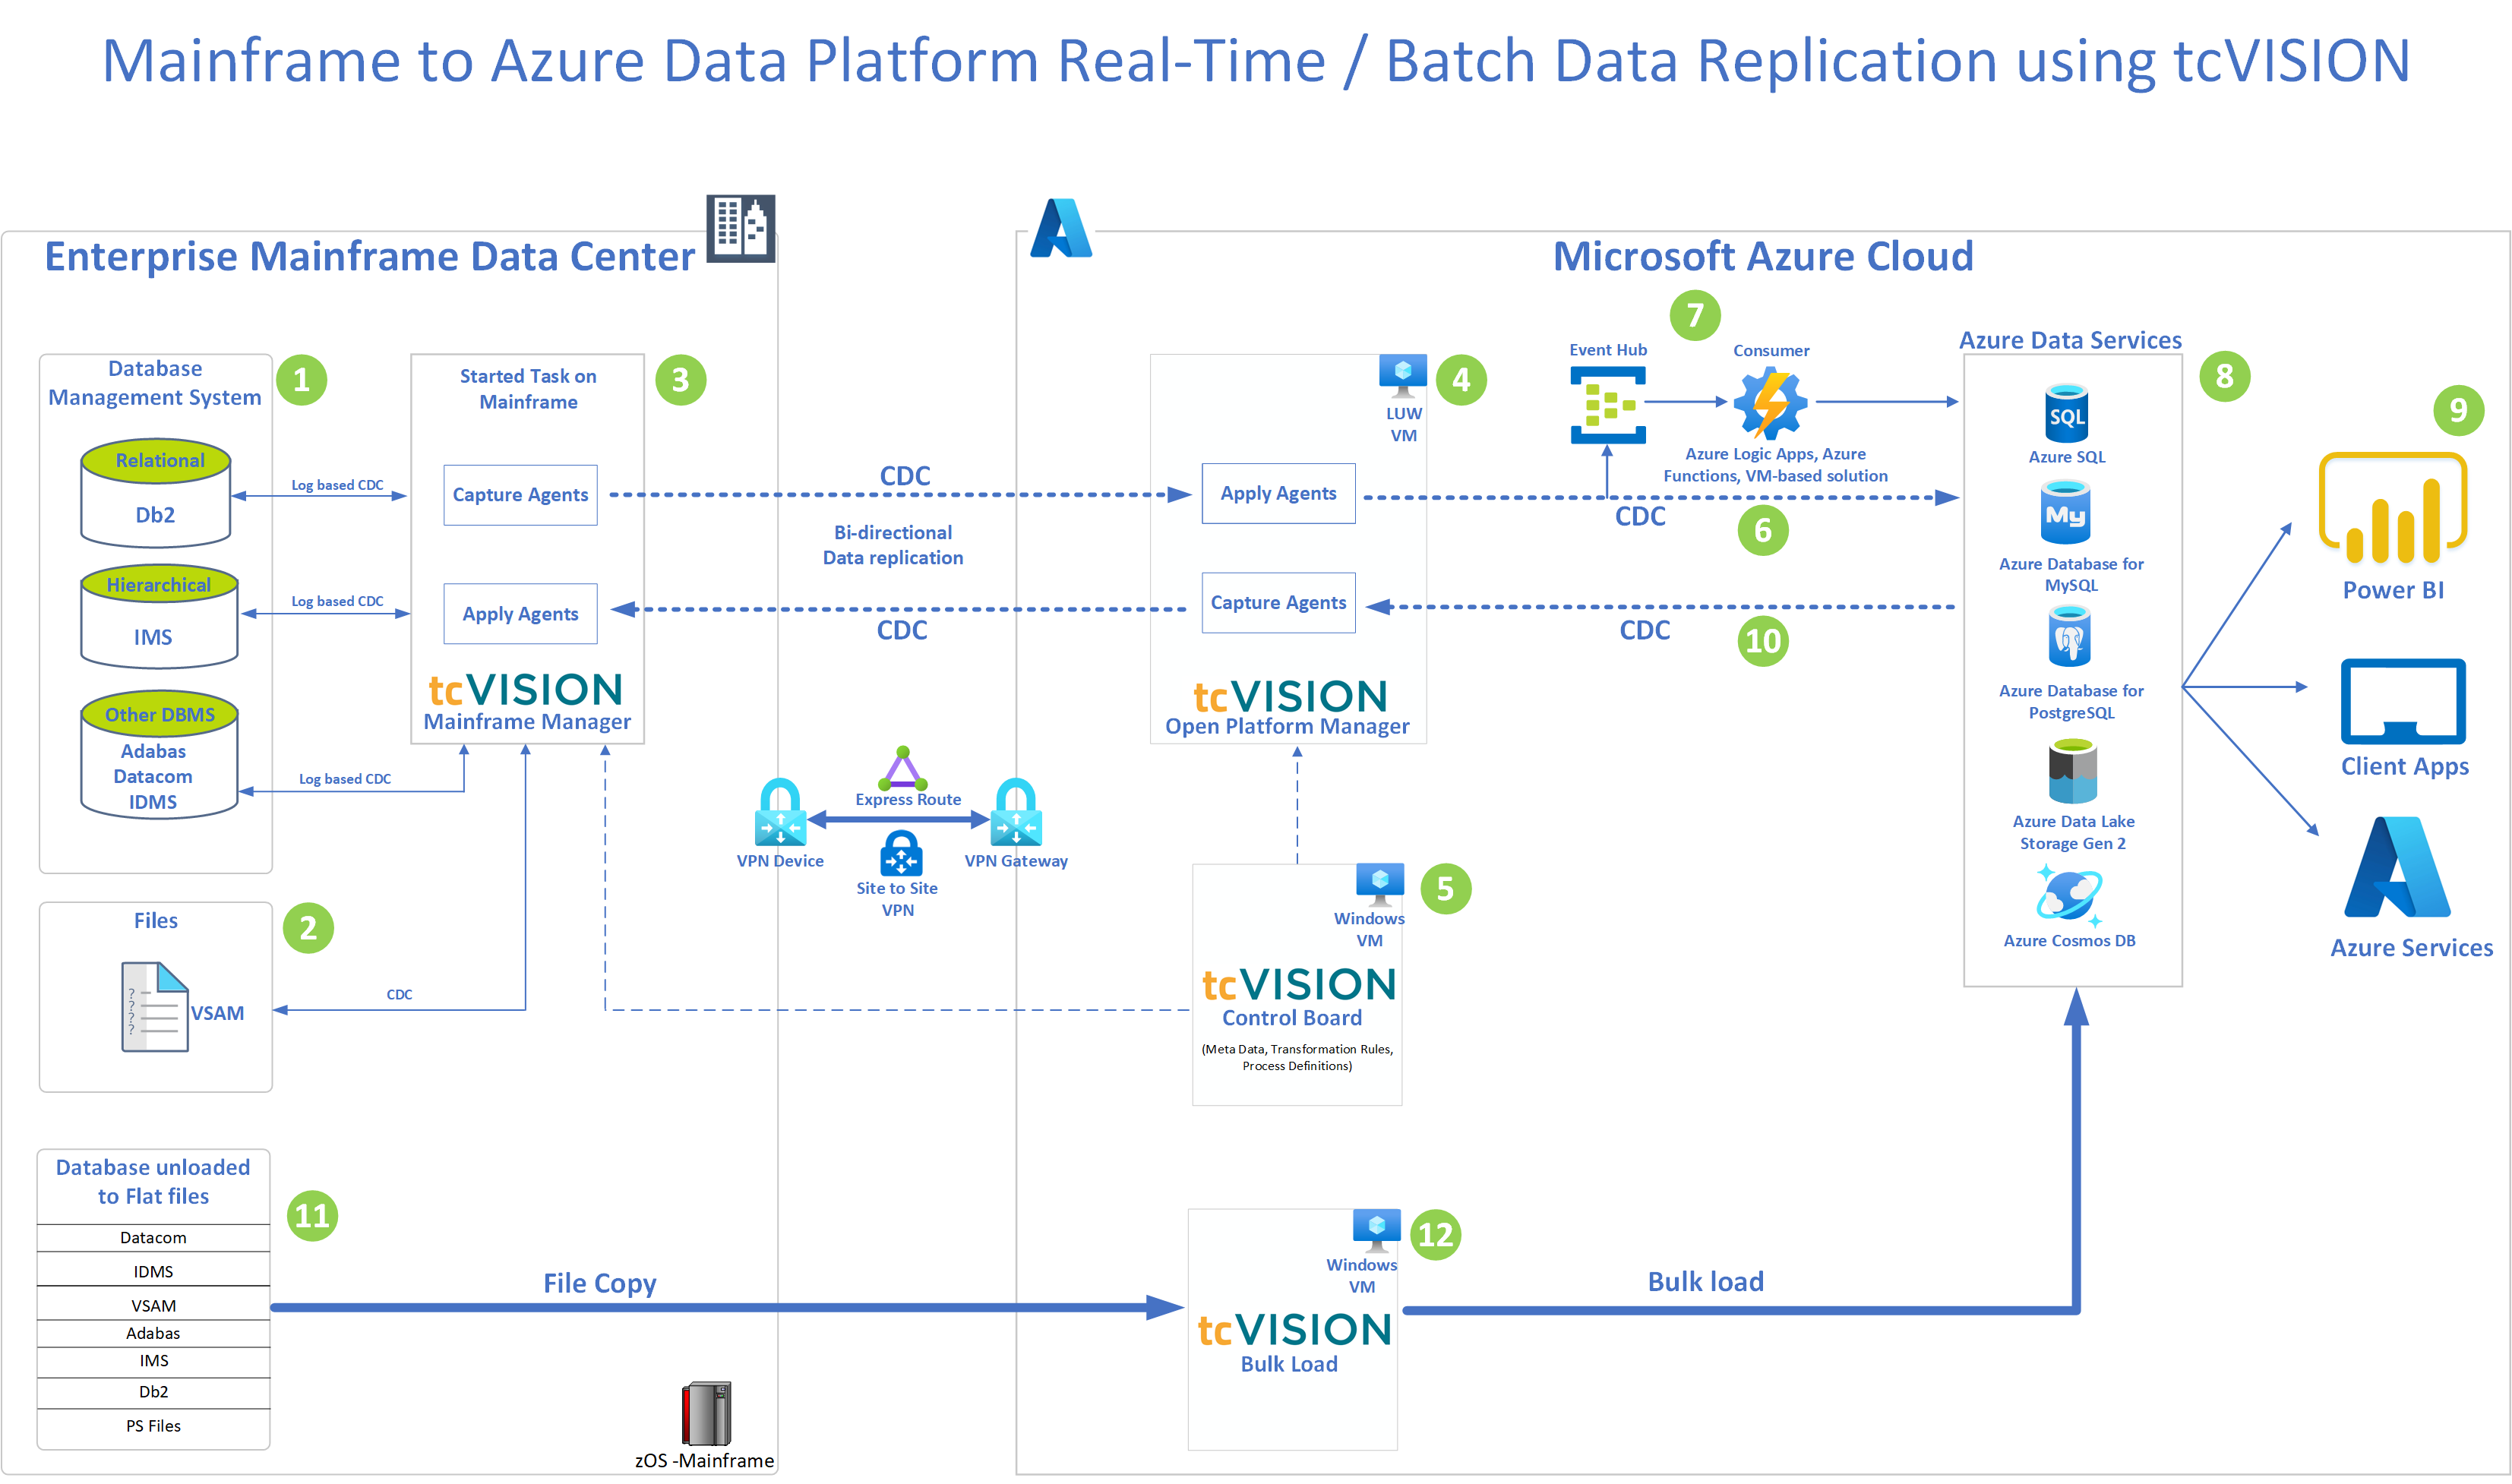 Mainframe to Azure Data Platform Real-Time / Batch Data Replication using tcVISION
Enterprise Mainframe Data Center
Database
Management System
1
Relational
Db2
Log based CDC
Hierarchical
IMS
Log based CDC
Other DBMS
Adabas
Datacom
IDMS
Log based CDC
Files
2
? 
?
?
?
VSAM
CDC
Started Task on
Mainframe
3
Capture Agents
Apply Agents
tcVISION
Mainframe Manager
CDC
Bi-directional
Data replication
CDC
Express Route
VPN Device
VPN Gateway
Site to Site
VPN
Database unloaded
to Flat files
11
Datacom
IDMS
VSAM
Adabas
IMS
Db2
PS Files
File Copy
zOS -Mainframe
Microsoft Azure Cloud
LUW
VM
4
Apply Agents
Capture Agents
tcVISION
Open Platform Manager
Windows
VM
5
tcVISION
Control Board
(Meta Data, Transformation Rules,
Process Definitions)
Windows
VM
12
tcVISION
Bulk Load
Bulk load
7
Event Hub
Consumer
Azure Logic Apps, Azure
Functions, VM-based solution
CDC
6
CDC
10
Azure Data Services
8
SQL
Azure SQL
My
Azure Database for
MySQL
Azure Database for
PostgreSQL
Azure Data Lake
Storage Gen 2
Azure Cosmos DB
9
Power BI
Client Apps
Azure Services